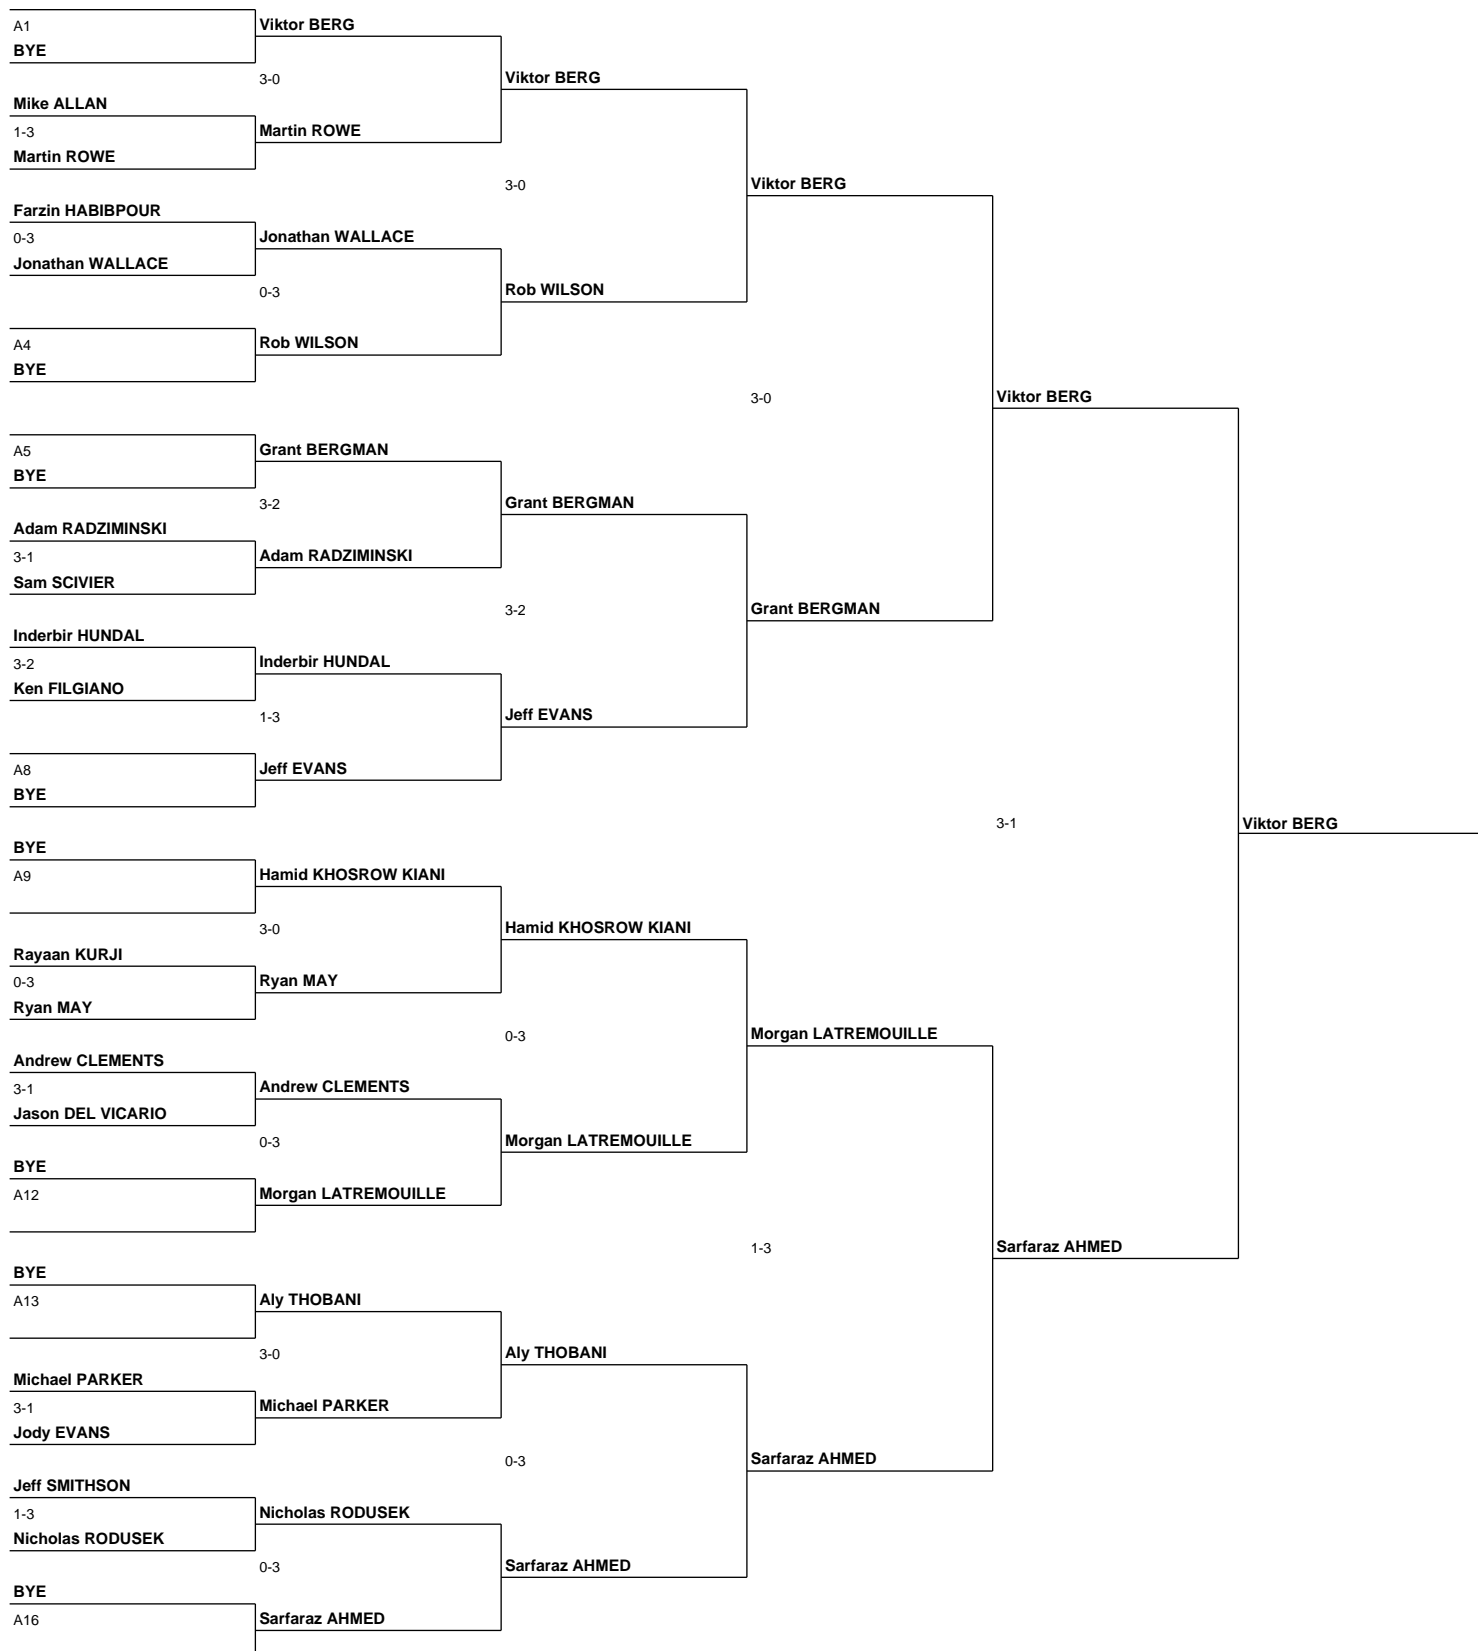 A1
BYE
Mike ALLAN
1-3
Martin ROWE
Farzin HABIBPOUR
0-3
Jonathan WALLACE
A4
BYE
A5
BYE
Adam RADZIMINSKI
3-1
Sam SCIVIER
Inderbir HUNDAL
3-2
Ken FILGIANO
A8
BYE
BYE
A9
Rayaan KURJI
0-3
Ryan MAY
Andrew CLEMENTS
3-1
Jason DEL VICARIO
BYE
A12
BYE
A13
Michael PARKER
3-1
Jody EVANS
Jeff SMITHSON
1-3
Nicholas RODUSEK
BYE
A16
Viktor BERG
3-0
Martin ROWE
Jonathan WALLACE
0-3
Rob WILSON
Grant BERGMAN
3-2
Adam RADZIMINSKI
Inderbir HUNDAL
1-3
Jeff EVANS
Hamid KHOSROW KIANI
3-0
Ryan MAY
Andrew CLEMENTS
0-3
Morgan LATREMOUILLE
Aly THOBANI
3-0
Michael PARKER
Nicholas RODUSEK
0-3
Sarfaraz AHMED
Viktor BERG
3-0
Rob WILSON
Grant BERGMAN
3-2
Jeff EVANS
Hamid KHOSROW KIANI
0-3
Morgan LATREMOUILLE
Aly THOBANI
0-3
Sarfaraz AHMED
Viktor BERG
3-0
Grant BERGMAN
Morgan LATREMOUILLE
1-3
Sarfaraz AHMED
Viktor BERG
3-1
Sarfaraz AHMED
Viktor BERG